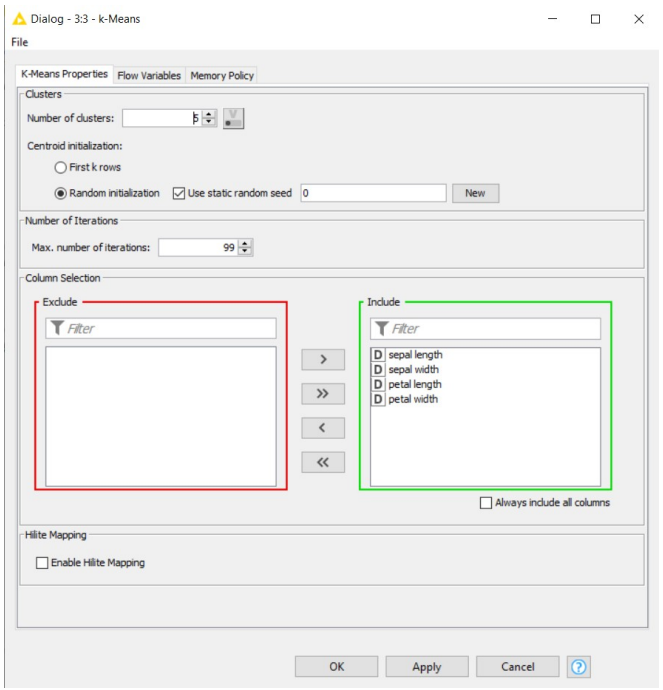 Dialog - 3:3 - k-Means
File
K-Means Properties Flow Variables Memory Policy
Clusters
Number of clusters: 5
Centroid initialization:
First k rows
Random initialization Use static random seed 0 New
Number of Iterations
Max. number of iterations: 99
Column Selection
Exclude Include
Filter Filter
D sepal length
D sepal width
D petal length
D petal width
>
>>
<
<<
Always include all columns
Hilite Mapping
Enable Hilite Mapping
OK Apply Cancel ?